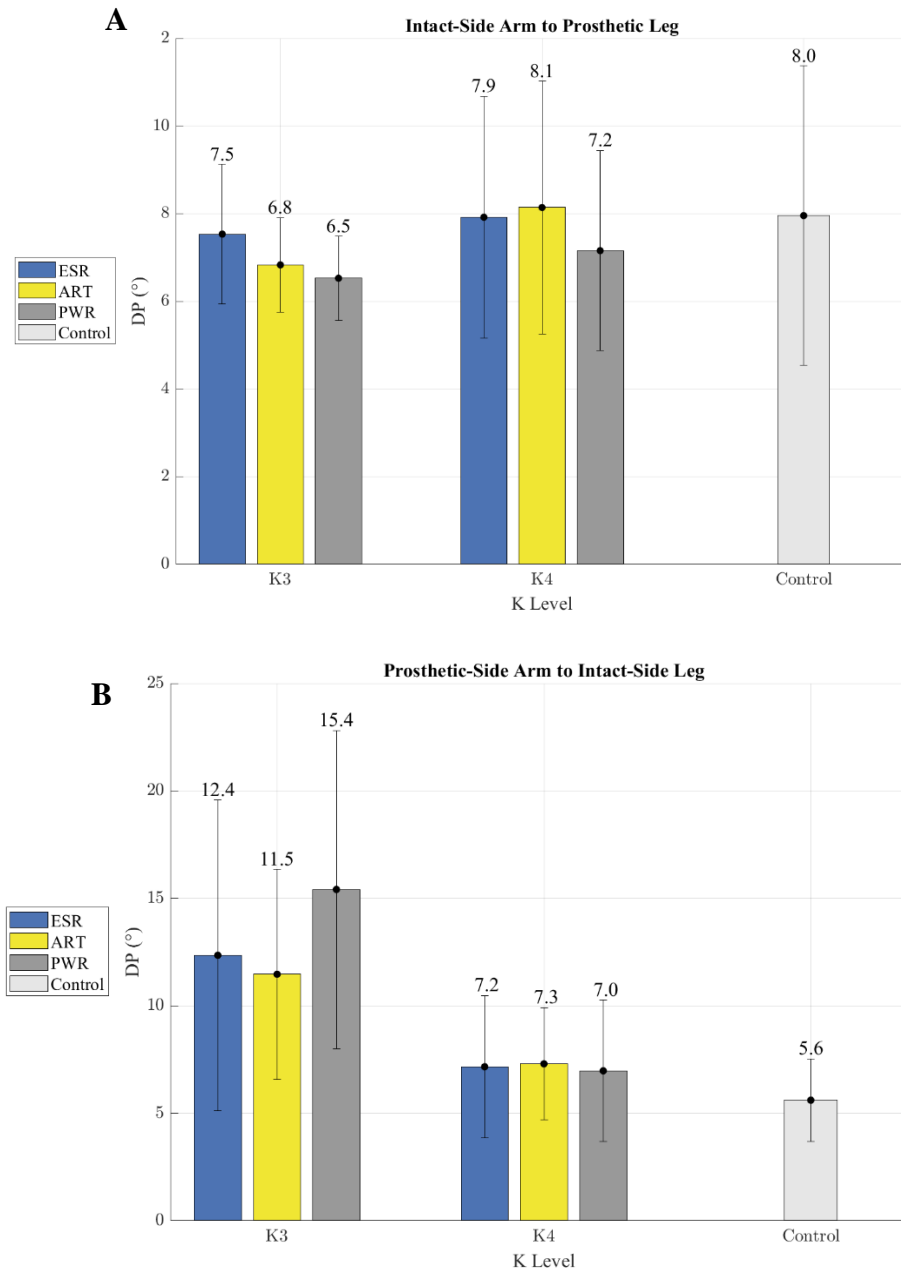 A
Intact-Side Arm to Prosthetic Leg
2
10
8
6
4
2
0
DP (°)
7.5
6.8
6.5
7.9
8.1
7.2
8.0
ESR
ART
PWR
Control
K3
K4
Control
K Level
B
Prosthetic-Side Arm to Intact-Side Leg
25
20
15
10
5
0
DP (°)
12.4
11.5
15.4
7.2
7.3
7.0
5.6
ESR
ART
PWR
Control
K3
K4
Control
K Level